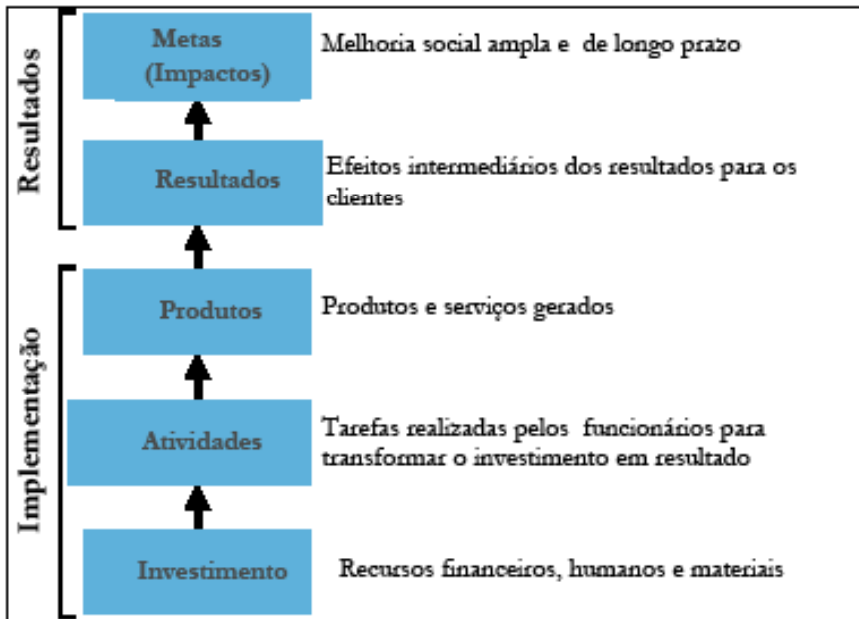 Resultados
Metas
(Impactos)
Melhoria social ampla e de longo prazo
Resultados
Efeitos intermediários dos resultados para os
clientes
Implementação
Produtos
Produtos e serviços gerados
Atividades
Tarefas realizadas pelos funcionários para
transformar o investimento em resultado
Investimento
Recursos financeiros, humanos e materiais